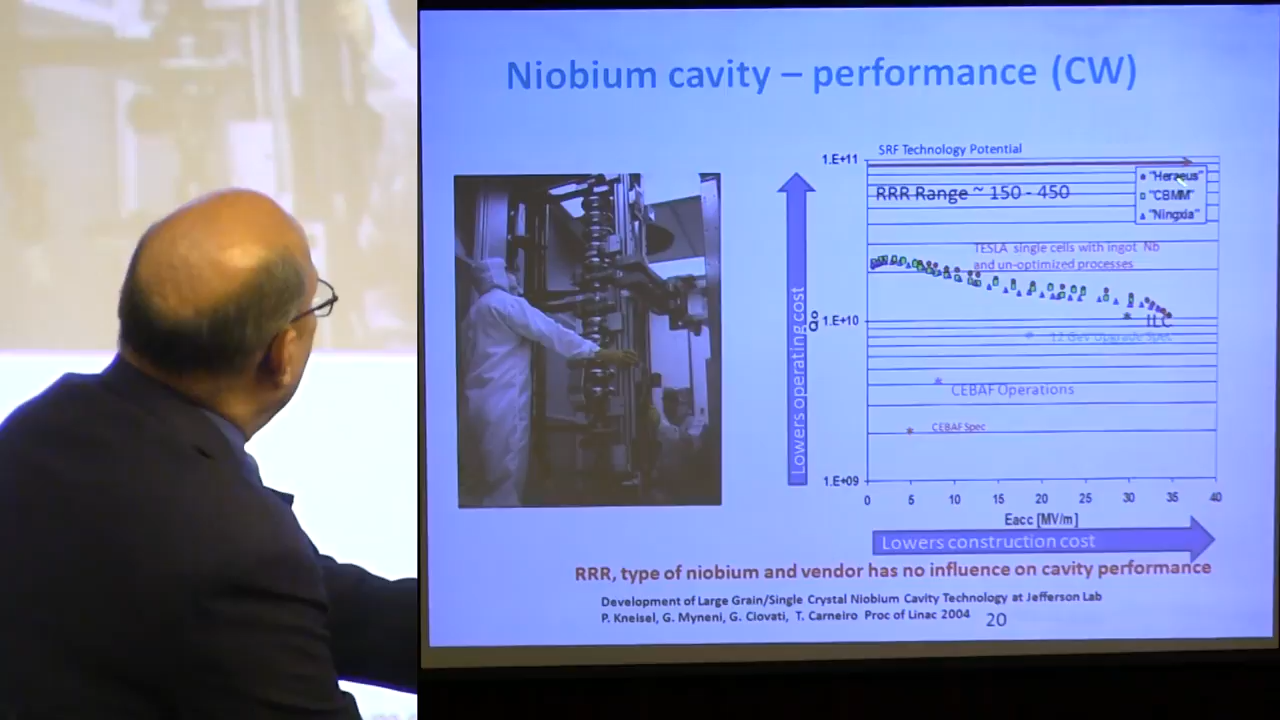 Niobium cavity – performance (CW)
SRF Technology Potential
1.E+11
RRR Range ~ 150 - 450
"Heraeus"
"CBMM"
"Ningxia"
TESLA single cells with ingot Nb
and un-optimized processes
Lowers operating cost
Qo
1.E+10
ILC
12 Gev Upgrade Spec
CEBAF Operations
CEBAF Spec
1.E+09
0 5 10 15 20 25 30 35 40
Eacc [MV/m]
Lowers construction cost
RRR, type of niobium and vendor has no influence on cavity performance
Development of Large Grain/Single Crystal Niobium Cavity Technology at Jefferson Lab
P. Kneisel, G. Myneni, G. Ciovati, T. Carneiro Proc of Linac 2004
20